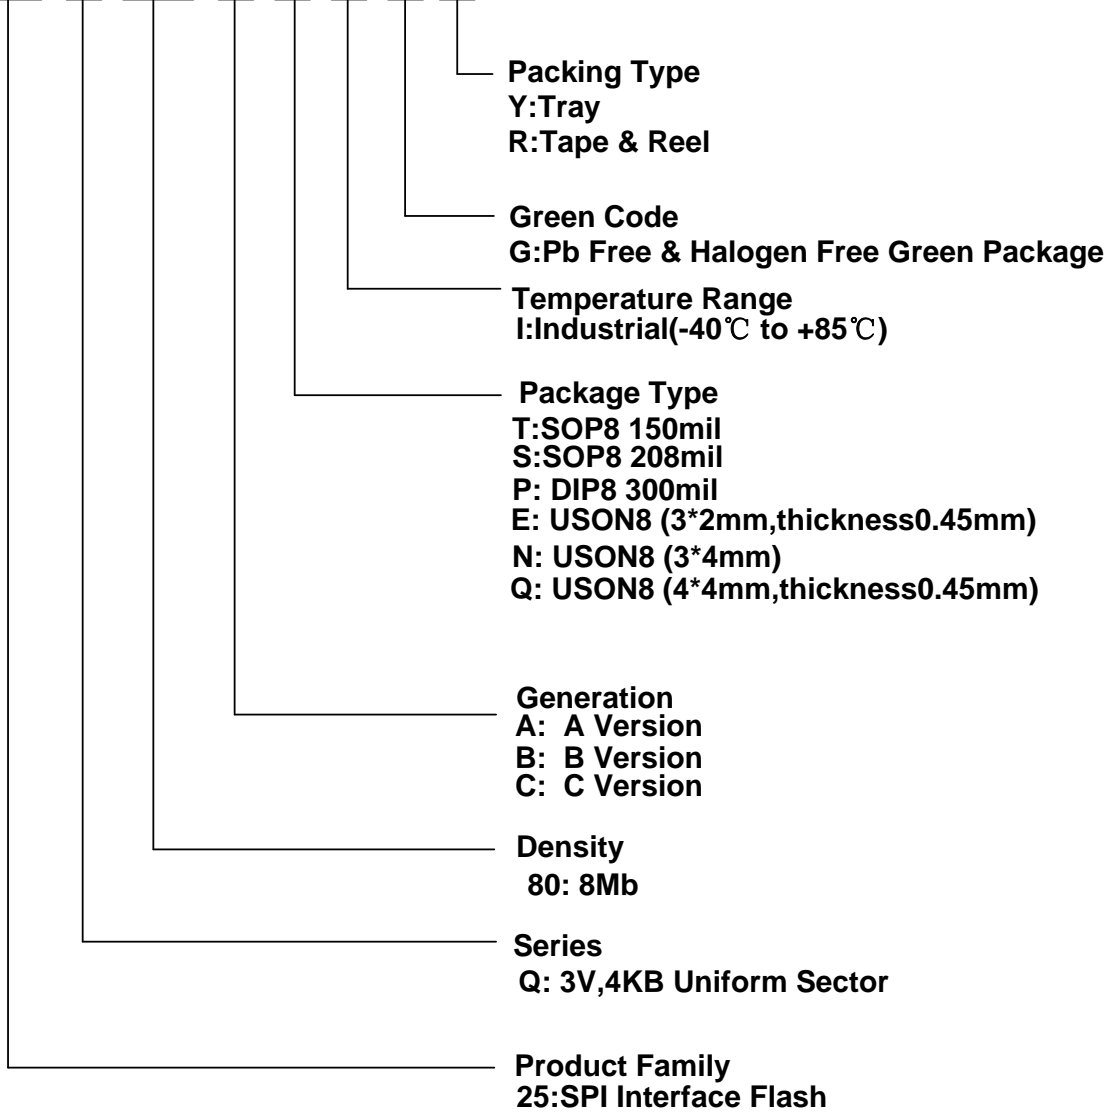 Packing Type
Y:Tray
R:Tape & Reel
Green Code
G:Pb Free & Halogen Free Green Package
Temperature Range
I:Industrial(-40℃ to +85℃)
Package Type
T:SOP8 150mil
S:SOP8 208mil
P: DIP8 300mil
E: USON8 (3*2mm,thickness0.45mm)
N: USON8 (3*4mm)
Q: USON8 (4*4mm,thickness0.45mm)
Generation
A: A Version
B: B Version
C: C Version
Density
80: 8Mb
Series
Q: 3V,4KB Uniform Sector
Product Family
25:SPI Interface Flash